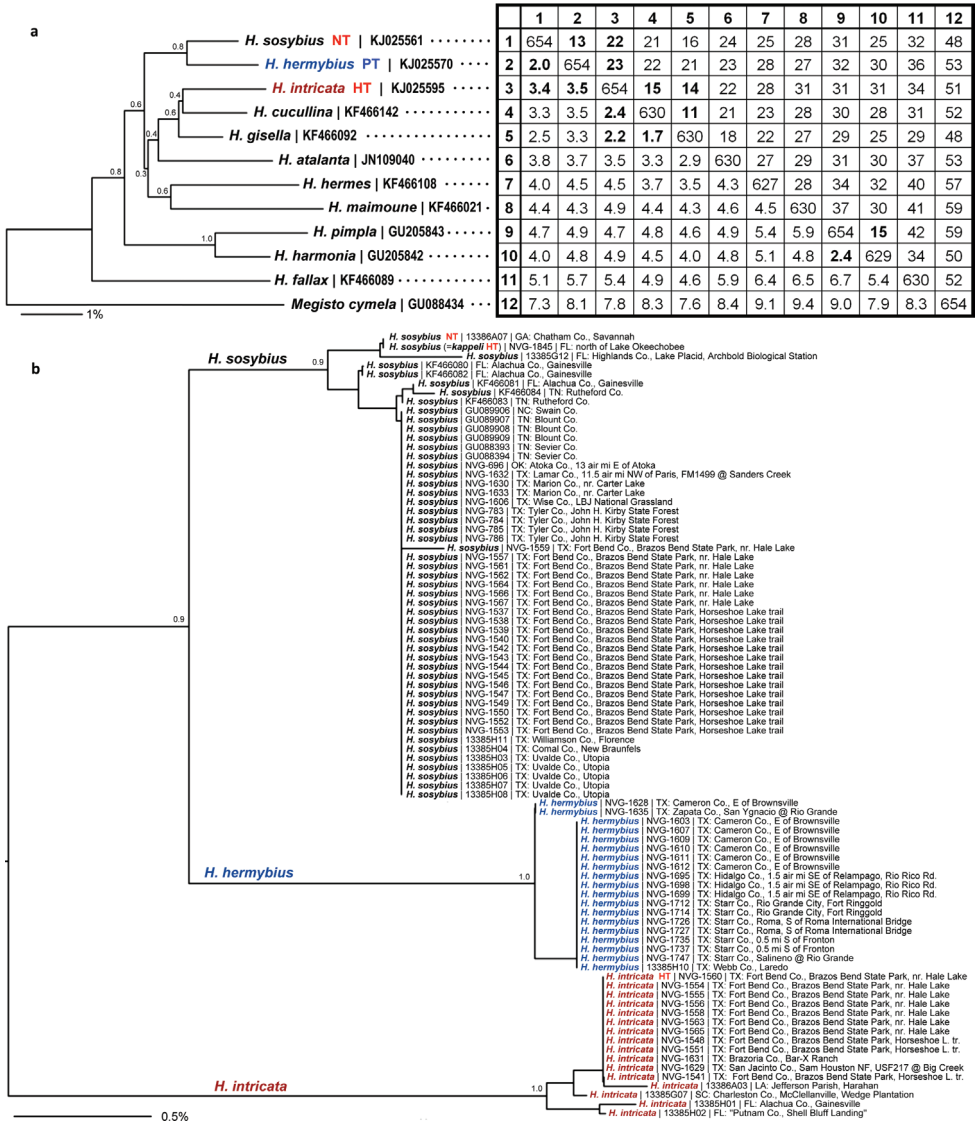 a
1 2 3 4 5 6 7 8 9 10 11 12
H. sosybius NT | KJ025561 1 654 13 22 21 16 24 25 28 31 25 32 48
H. hermybius PT | KJ025570 2 2.0 654 23 22 21 23 28 27 32 30 36 53
H. intricata HT | KJ025595 3 3.4 3.5 654 15 14 22 28 31 31 31 34 51
H. cucullina | KF466142 4 3.3 3.5 2.4 630 11 21 23 28 30 28 31 52
H. gisella | KF466092 5 2.5 3.3 2.2 1.7 630 18 22 27 29 25 29 48
H. atalanta | JN109040 6 3.8 3.7 3.5 3.3 2.9 630 27 29 31 30 37 53
H. hermes | KF466108 7 4.0 4.5 4.5 3.7 3.5 4.3 627 28 34 32 40 57
H. maimoune | KF466021 8 4.4 4.3 4.9 4.4 4.3 4.6 4.5 630 37 30 41 59
H. pimpla | GU205843 9 4.7 4.9 4.7 4.8 4.6 4.9 5.4 5.9 654 15 42 59
H. harmonia | GU205842 10 4.0 4.8 4.9 4.5 4.0 4.8 5.1 4.8 2.4 629 34 50
H. fallax | KF466089 11 5.1 5.7 5.4 4.9 4.6 5.9 6.4 6.5 6.7 5.4 630 52
Megisto cymela | GU088434 12 7.3 8.1 7.8 8.3 7.6 8.4 9.1 9.4 9.0 7.9 8.3 654
0.8
0.6
0.4
0.6
0.4
0.8
0.3
0.6
1.0
1%
b
H. sosybius NT | 13386A07 | GA: Chatham Co., Savannah
H. sosybius (=kappeli HT) | NVG-1845 | FL: north of Lake Okeechobee
H. sosybius | 13385G12 | FL: Highlands Co., Lake Placid, Archbold Biological Station
H. sosybius 0.9
H. sosybius | KF466080 | FL: Alachua Co., Gainesville
H. sosybius | KF466082 | FL: Alachua Co., Gainesville
H. sosybius | KF466081 | FL: Alachua Co., Gainesville
H. sosybius | KF466084 | TN: Rutheford Co.
H. sosybius | KF466083 | TN: Rutheford Co.
H. sosybius | GU089906 | NC: Swain Co.
H. sosybius | GU089907 | TN: Blount Co.
H. sosybius | GU089908 | TN: Blount Co.
H. sosybius | GU089909 | TN: Blount Co.
H. sosybius | GU088393 | TN: Sevier Co.
H. sosybius | GU088394 | TN: Sevier Co.
H. sosybius | NVG-696 | OK: Atoka Co., 13 air mi E of Atoka
H. sosybius | NVG-1632 | TX: Lamar Co., 11.5 air mi NW of Paris, FM1499 @ Sanders Creek
H. sosybius | NVG-1630 | TX: Marion Co., nr. Carter Lake
H. sosybius | NVG-1633 | TX: Marion Co., nr. Carter Lake
H. sosybius | NVG-1606 | TX: Wise Co., LBJ National Grassland
H. sosybius | NVG-783 | TX: Tyler Co., John H. Kirby State Forest
H. sosybius | NVG-784 | TX: Tyler Co., John H. Kirby State Forest
H. sosybius | NVG-785 | TX: Tyler Co., John H. Kirby State Forest
H. sosybius | NVG-786 | TX: Tyler Co., John H. Kirby State Forest
H. sosybius | NVG-1559 | TX: Fort Bend Co., Brazos Bend State Park, nr. Hale Lake
H. sosybius | NVG-1557 | TX: Fort Bend Co., Brazos Bend State Park, nr. Hale Lake
H. sosybius | NVG-1561 | TX: Fort Bend Co., Brazos Bend State Park, nr. Hale Lake
H. sosybius | NVG-1562 | TX: Fort Bend Co., Brazos Bend State Park, nr. Hale Lake
H. sosybius | NVG-1564 | TX: Fort Bend Co., Brazos Bend State Park, nr. Hale Lake
H. sosybius | NVG-1566 | TX: Fort Bend Co., Brazos Bend State Park, nr. Hale Lake
H. sosybius | NVG-1567 | TX: Fort Bend Co., Brazos Bend State Park, nr. Hale Lake
H. sosybius | NVG-1537 | TX: Fort Bend Co., Brazos Bend State Park, Horseshoe Lake trail
H. sosybius | NVG-1538 | TX: Fort Bend Co., Brazos Bend State Park, Horseshoe Lake trail
H. sosybius | NVG-1539 | TX: Fort Bend Co., Brazos Bend State Park, Horseshoe Lake trail
H. sosybius | NVG-1540 | TX: Fort Bend Co., Brazos Bend State Park, Horseshoe Lake trail
H. sosybius | NVG-1542 | TX: Fort Bend Co., Brazos Bend State Park, Horseshoe Lake trail
H. sosybius | NVG-1543 | TX: Fort Bend Co., Brazos Bend State Park, Horseshoe Lake trail
H. sosybius | NVG-1544 | TX: Fort Bend Co., Brazos Bend State Park, Horseshoe Lake trail
H. sosybius | NVG-1545 | TX: Fort Bend Co., Brazos Bend State Park, Horseshoe Lake trail
H. sosybius | NVG-1546 | TX: Fort Bend Co., Brazos Bend State Park, Horseshoe Lake trail
H. sosybius | NVG-1547 | TX: Fort Bend Co., Brazos Bend State Park, Horseshoe Lake trail
H. sosybius | NVG-1549 | TX: Fort Bend Co., Brazos Bend State Park, Horseshoe Lake trail
H. sosybius | NVG-1550 | TX: Fort Bend Co., Brazos Bend State Park, Horseshoe Lake trail
H. sosybius | NVG-1552 | TX: Fort Bend Co., Brazos Bend State Park, Horseshoe Lake trail
H. sosybius | NVG-1553 | TX: Fort Bend Co., Brazos Bend State Park, Horseshoe Lake trail
H. sosybius | 13385H11 | TX: Williamson Co., Florence
H. sosybius | 13385H04 | TX: Comal Co., New Braunfels
H. sosybius | 13385H03 | TX: Uvalde Co., Utopia
H. sosybius | 13385H05 | TX: Uvalde Co., Utopia
H. sosybius | 13385H06 | TX: Uvalde Co., Utopia
H. sosybius | 13385H07 | TX: Uvalde Co., Utopia
H. sosybius | 13385H08 | TX: Uvalde Co., Utopia
0.9
H. hermybius | NVG-1628 | TX: Cameron Co., E of Brownsville
H. hermybius | NVG-1635 | TX: Zapata Co., San Ygnacio @ Rio Grande
H. hermybius | NVG-1603 | TX: Cameron Co., E of Brownsville
H. hermybius | NVG-1607 | TX: Cameron Co., E of Brownsville
H. hermybius | NVG-1609 | TX: Cameron Co., E of Brownsville
H. hermybius | NVG-1610 | TX: Cameron Co., E of Brownsville
H. hermybius | NVG-1611 | TX: Cameron Co., E of Brownsville
H. hermybius | NVG-1612 | TX: Cameron Co., E of Brownsville
H. hermybius 1.0
H. hermybius | NVG-1695 | TX: Hidalgo Co., 1.5 air mi SE of Relampago, Rio Rico Rd.
H. hermybius | NVG-1698 | TX: Hidalgo Co., 1.5 air mi SE of Relampago, Rio Rico Rd.
H. hermybius | NVG-1699 | TX: Hidalgo Co., 1.5 air mi SE of Relampago, Rio Rico Rd.
H. hermybius | NVG-1712 | TX: Starr Co., Rio Grande City, Fort Ringgold
H. hermybius | NVG-1714 | TX: Starr Co., Rio Grande City, Fort Ringgold
H. hermybius | NVG-1726 | TX: Starr Co., Roma, S of Roma International Bridge
H. hermybius | NVG-1727 | TX: Starr Co., Roma, S of Roma International Bridge
H. hermybius | NVG-1735 | TX: Starr Co., 0.5 mi S of Fronton
H. hermybius | NVG-1737 | TX: Starr Co., 0.5 mi S of Fronton
H. hermybius | NVG-1747 | TX: Starr Co., Salineno @ Rio Grande
H. hermybius | 13385H10 | TX: Webb Co., Laredo
H. intricata HT | NVG-1560 | TX: Fort Bend Co., Brazos Bend State Park, nr. Hale Lake
H. intricata | NVG-1554 | TX: Fort Bend Co., Brazos Bend State Park, nr. Hale Lake
H. intricata | NVG-1555 | TX: Fort Bend Co., Brazos Bend State Park, nr. Hale Lake
H. intricata | NVG-1556 | TX: Fort Bend Co., Brazos Bend State Park, nr. Hale Lake
H. intricata | NVG-1558 | TX: Fort Bend Co., Brazos Bend State Park, nr. Hale Lake
H. intricata | NVG-1563 | TX: Fort Bend Co., Brazos Bend State Park, nr. Hale Lake
H. intricata | NVG-1565 | TX: Fort Bend Co., Brazos Bend State Park, nr. Hale Lake
H. intricata | NVG-1548 | TX: Fort Bend Co., Brazos Bend State Park, Horseshoe L. tr.
H. intricata | NVG-1551 | TX: Fort Bend Co., Brazos Bend State Park, Horseshoe L. tr.
H. intricata | NVG-1631 | TX: Brazoria Co., Bar-X Ranch
H. intricata | NVG-1629 | TX: San Jacinto Co., Sam Houston NF, USF217 @ Big Creek
H. intricata | NVG-1541 | TX: Fort Bend Co., Brazos Bend State Park, Horseshoe L. tr.
H. intricata 1.0
H. intricata | 13386A03 | LA: Jefferson Parish, Harahan
H. intricata | 13385G07 | SC: Charleston Co., McClellanville, Wedge Plantation
H. intricata | 13385H01 | FL: Alachua Co., Gainesville
H. intricata | 13385H02 | FL: "Putnam Co., Shell Bluff Landing"
0.5%